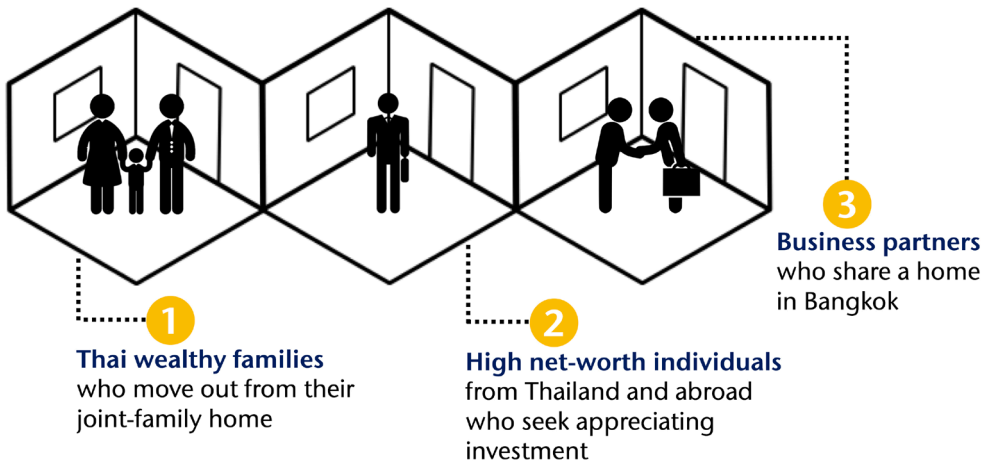 1
Thai wealthy families
who move out from their
joint-family home
2
High net-worth individuals
from Thailand and abroad
who seek appreciating
investment
3
Business partners
who share a home
in Bangkok